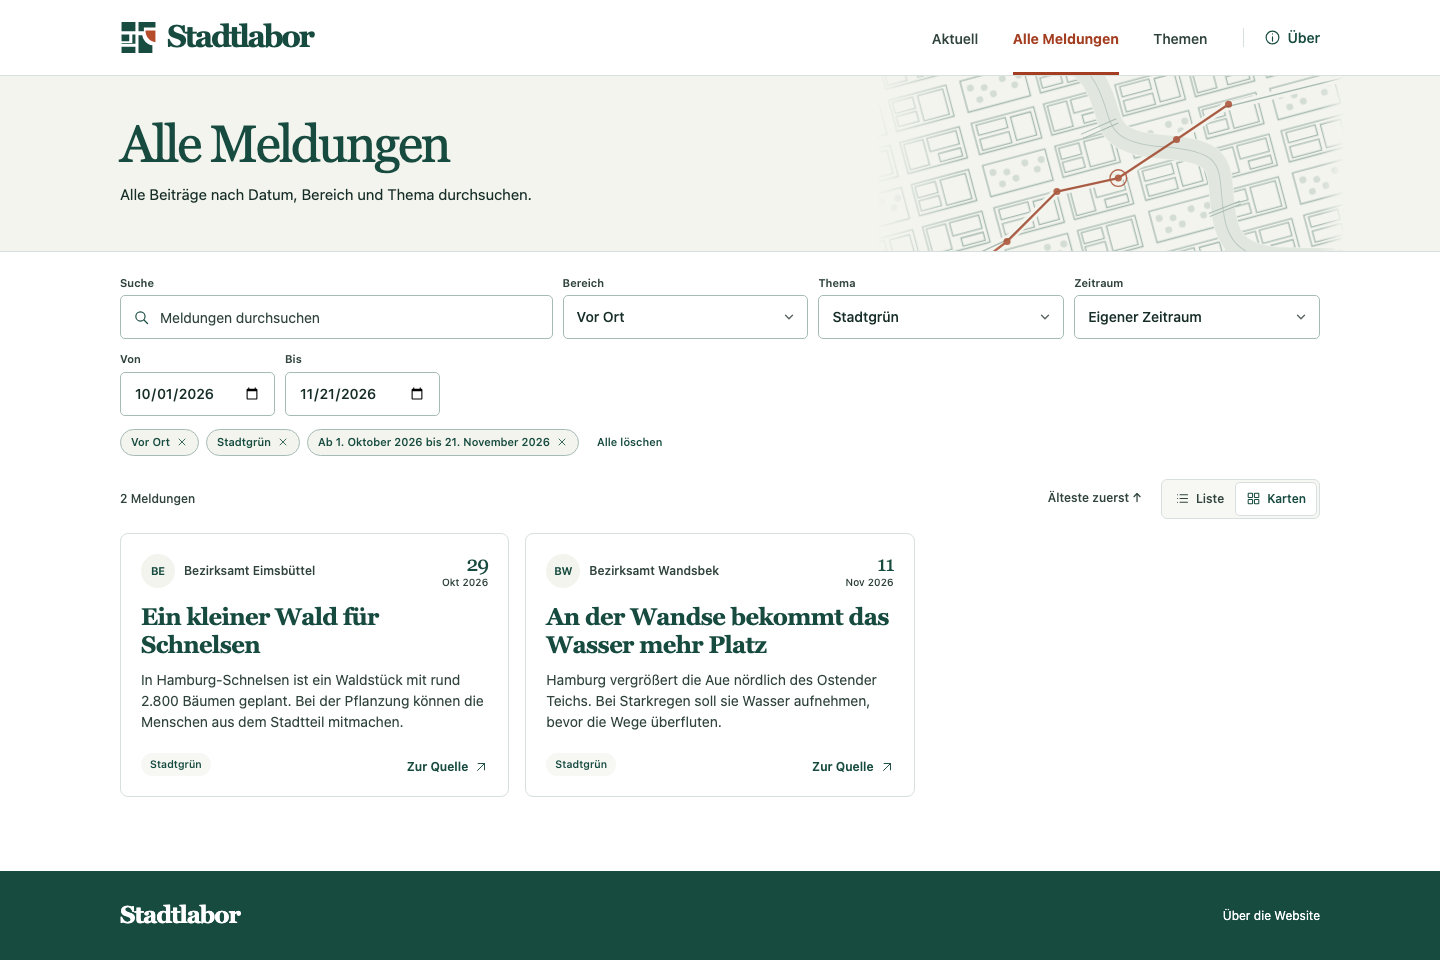 Stadtlabor
Aktuell
Alle Meldungen
Themen
Über
Alle Meldungen
Alle Beiträge nach Datum, Bereich und Thema durchsuchen.
Suche
Bereich
Thema
Zeitraum
Meldungen durchsuchen
Vor Ort
Stadtgrün
Eigener Zeitraum
Von
Bis
10/01/2026
11/21/2026
Vor Ort
Stadtgrün
Ab 1. Oktober 2026 bis 21. November 2026
Alle löschen
2 Meldungen
Älteste zuerst ↑
Liste
Karten
BE
Bezirksamt Eimsbüttel
29
Okt 2026
Ein kleiner Wald für
Schnelsen
In Hamburg-Schnelsen ist ein Waldstück mit rund
2.800 Bäumen geplant. Bei der Pflanzung können die
Menschen aus dem Stadtteil mitmachen.
Stadtgrün
Zur Quelle
BW
Bezirksamt Wandsbek
11
Nov 2026
An der Wandse bekommt das
Wasser mehr Platz
Hamburg vergrößert die Aue nördlich des Ostender
Teichs. Bei Starkregen soll sie Wasser aufnehmen,
bevor die Wege überfluten.
Stadtgrün
Zur Quelle
Stadtlabor
Über die Website